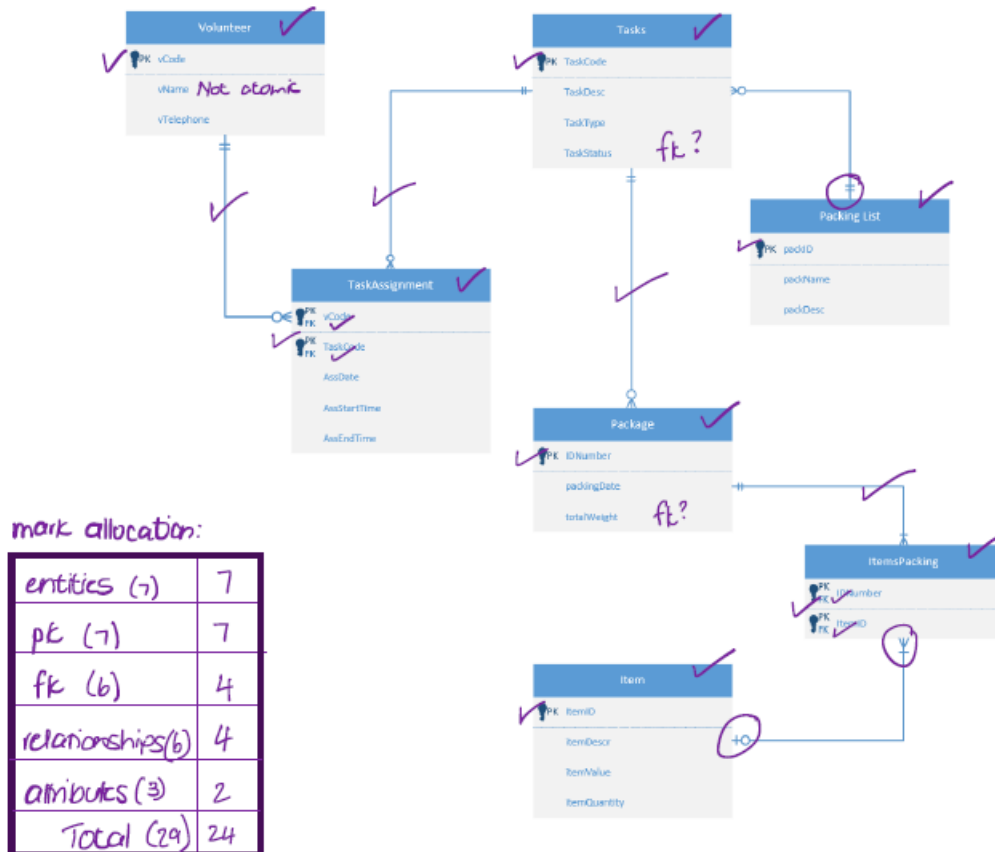 Volunteer
PK vCode
vName Not atomic
vTelephone
Tasks
PK TaskCode
TaskDesc
TaskType
TaskStatus
fk?
Packing List
PK packID
packName
packDesc
TaskAssignment
PK
FK vCode
PK
FK TaskCode
AssDate
AssStartTime
AssEndTime
Package
PK IDNumber
packingDate
totalWeight fk?
ItemsPacking
PK
FK IDNumber
PK
FK ItemID
Item
PK ItemID
ItemDescr
ItemValue
ItemQuantity
mark allocation:
entities (7) 7
pk (7) 7
fk (6) 4
relationships (6) 4
attributes (3) 2
Total (29) 24